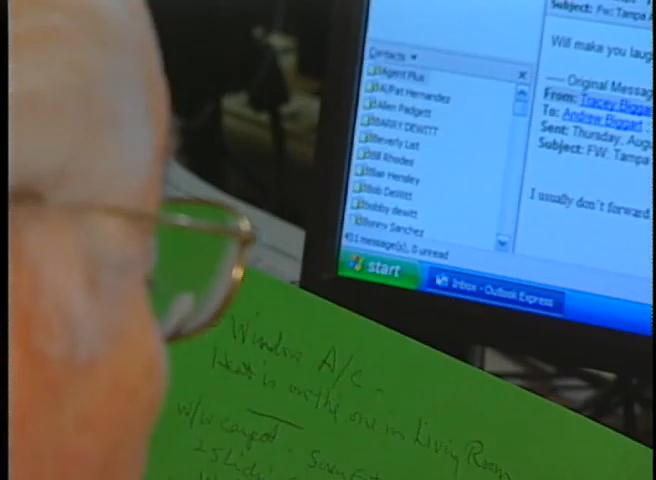 Subject: Fw: Tampa
Will make you laug
Original Messag
From: Tracey Biggar
To: Andrew Biggart
Sent: Thursday, Augu
Subject: FW: Tampa
I usually don't forward
Contacts
Agent Plus
Al/Pat Hernandez
Allen Padgett
BARRY DEWITT
Beverly List
Bill Rhodes
Blair Hensley
Bob DeWitt
bobby dewitt
Bonny Sanchez
451 message(s), 0 unread
start
Inbox - Outlook Express
Window A/C -
Heat is on the one in Living Room
w/w carpet -